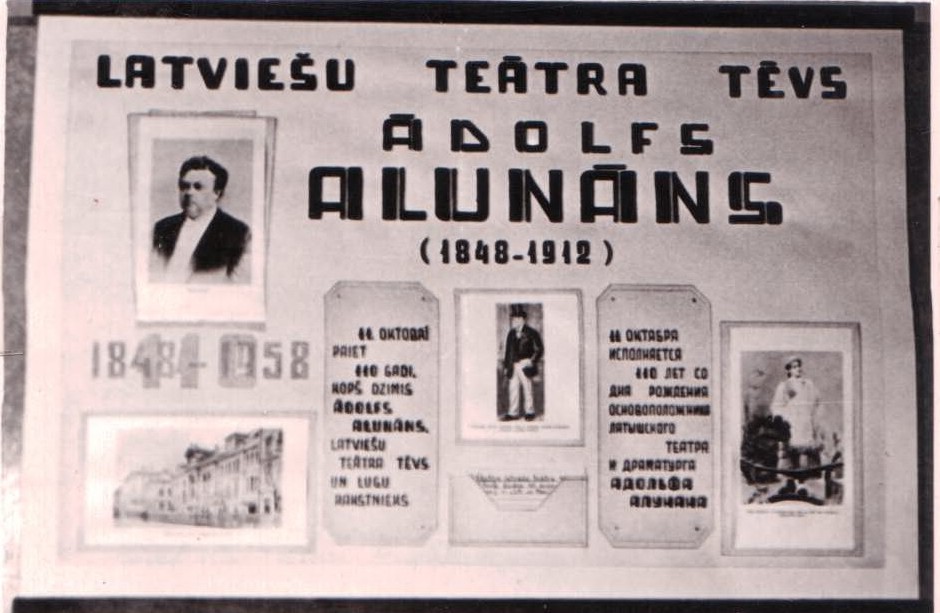 LATVIEŠU TEĀTRA TĒVS
ĀDOLFS
ALUNĀNS.
(1848-1912)
1848-1958
11. OKTOBRĪ
PAIET
110 GADI,
KOPŠ DZIMIS
ĀDOLFS
ALUNĀNS,
LATVIEŠU
TEĀTRA TĒVS
UN LUGU
RAKSTNIEKS
11 ОКТЯБРЯ
ИСПОЛНЯЕТСЯ
110 ЛЕТ СО
ДНЯ РОЖДЕНИЯ
ОСНОВОПОЛОЖНИКА
ЛАТЫШСКОГО
ТЕАТРА
И ДРАМАТУРГА
АДОЛЬФА
АЛУНАНА